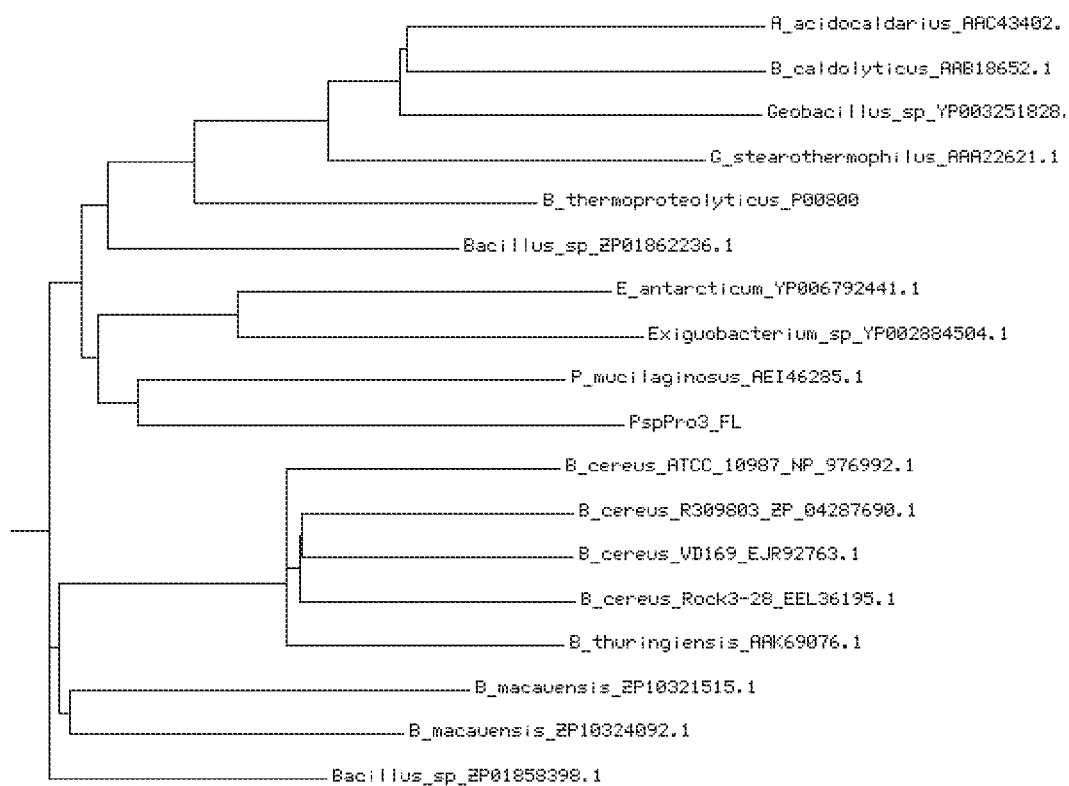 A_acidocaldarius_AAC43402.
B_caldolyticus_AAB18652.1
Geobacillus_sp_YP003251828.
G_stearothermophilus_AAA22621.1
B_thermoproteolyticus_P00800
Bacillus_sp_ZP01862236.1
E_antarcticum_YP006792441.1
Exiguobacterium_sp_YP002884504.1
P_mucilaginosus_AEI46285.1
PspPro3_FL
B_cereus_ATCC_10987_NP_976992.1
B_cereus_R309803_ZP_04287690.1
B_cereus_VD169_EJR92763.1
B_cereus_Rock3-28_EEL36195.1
B_thuringiensis_AAK69076.1
B_macauensis_ZP10321515.1
B_macauensis_ZP10324092.1
Bacillus_sp_ZP01858398.1